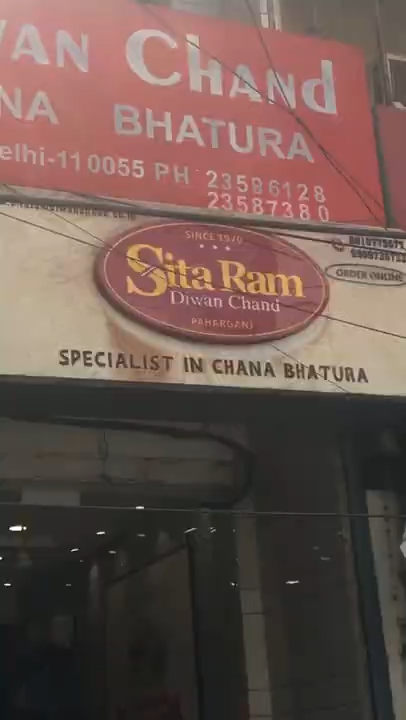 WAN CHANd
NA BHATURA
elhi-110055 PH 23596128
23587380
SINCE 1970
Sita Ram
Diwan Chand
PAHARGANJ
ORDER ONLINE
SPECIALIST IN CHANA BHATURA